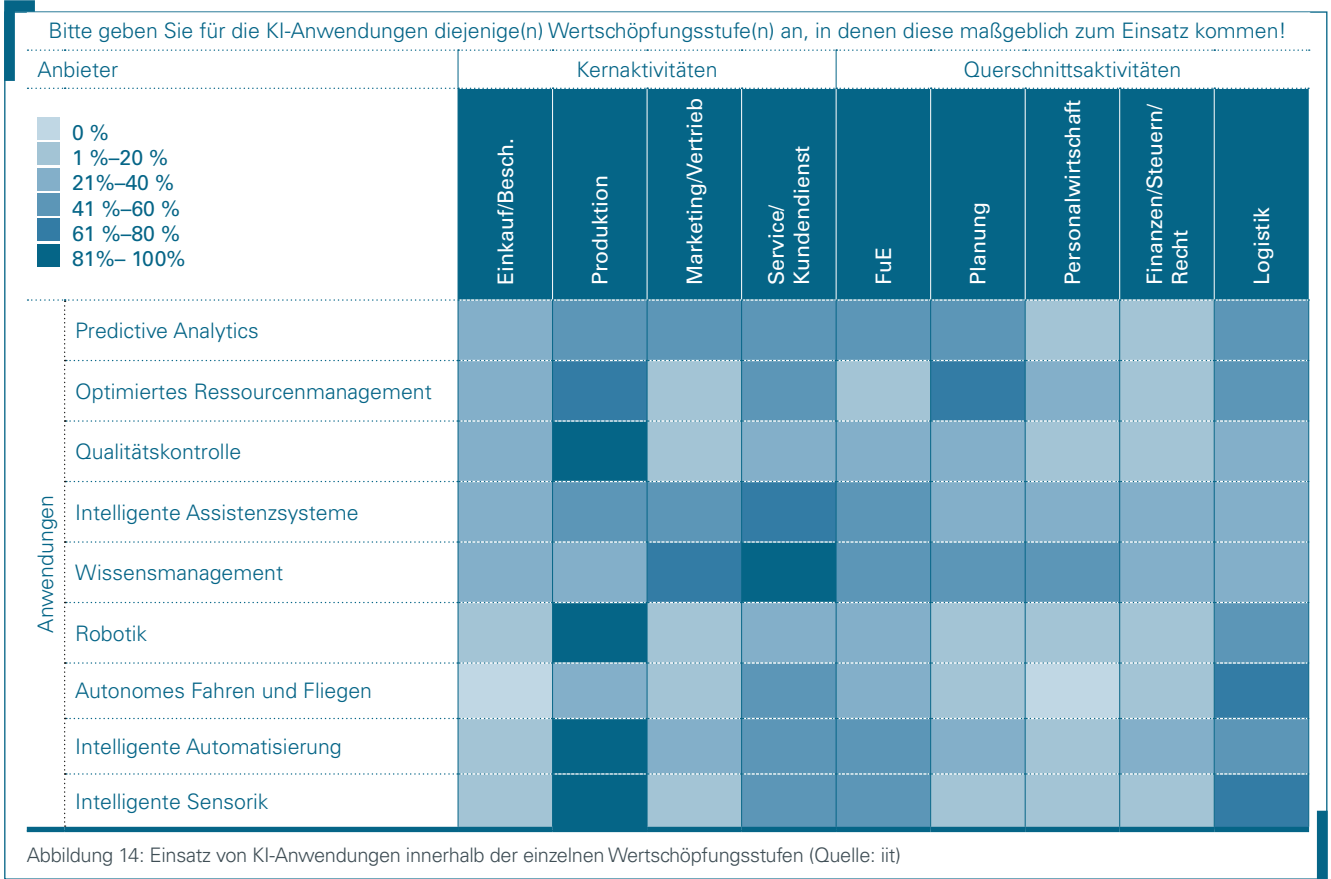 Bitte geben Sie für die KI-Anwendungen diejenige(n) Wertschöpfungsstufe(n) an, in denen diese maßgeblich zum Einsatz kommen!
Anbieter
Kernaktivitäten
Querschnittsaktivitäten
0 %
1 %–20 %
21%–40 %
41 %–60 %
61 %–80 %
81%– 100%
Einkauf/Besch.
Produktion
Marketing/Vertrieb
Service/
Kundendienst
FuE
Planung
Personalwirtschaft
Finanzen/Steuern/
Recht
Logistik
Anwendungen
Predictive Analytics
Optimiertes Ressourcenmanagement
Qualitätskontrolle
Intelligente Assistenzsysteme
Wissensmanagement
Robotik
Autonomes Fahren und Fliegen
Intelligente Automatisierung
Intelligente Sensorik
Abbildung 14: Einsatz von KI-Anwendungen innerhalb der einzelnen Wertschöpfungsstufen (Quelle: iit)